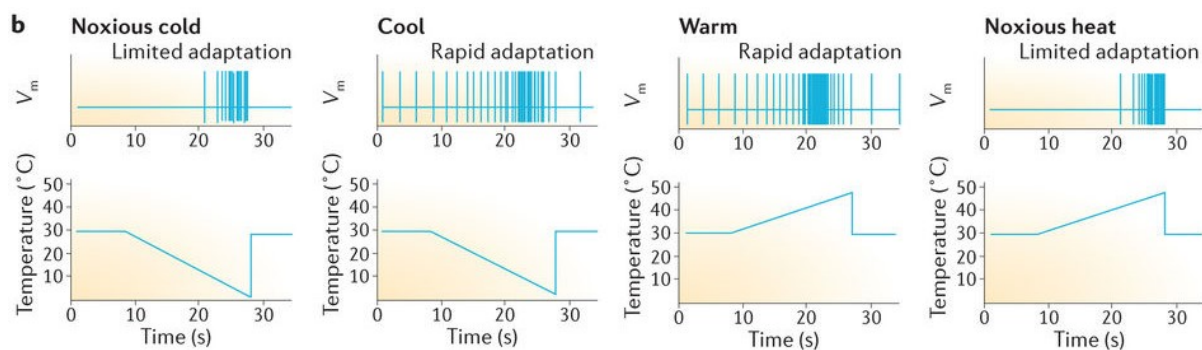 b
Noxious cold
Limited adaptation
Vm
0 10 20 30
Cool
Rapid adaptation
Vm
0 10 20 30
Warm
Rapid adaptation
Vm
0 10 20 30
Noxious heat
Limited adaptation
Vm
0 10 20 30
Temperature (°C)
50
40
30
20
10
0 10 20 30
Time (s)
Temperature (°C)
50
40
30
20
10
0 10 20 30
Time (s)
Temperature (°C)
50
40
30
20
10
0 10 20 30
Time (s)
Temperature (°C)
50
40
30
20
10
0 10 20 30
Time (s)